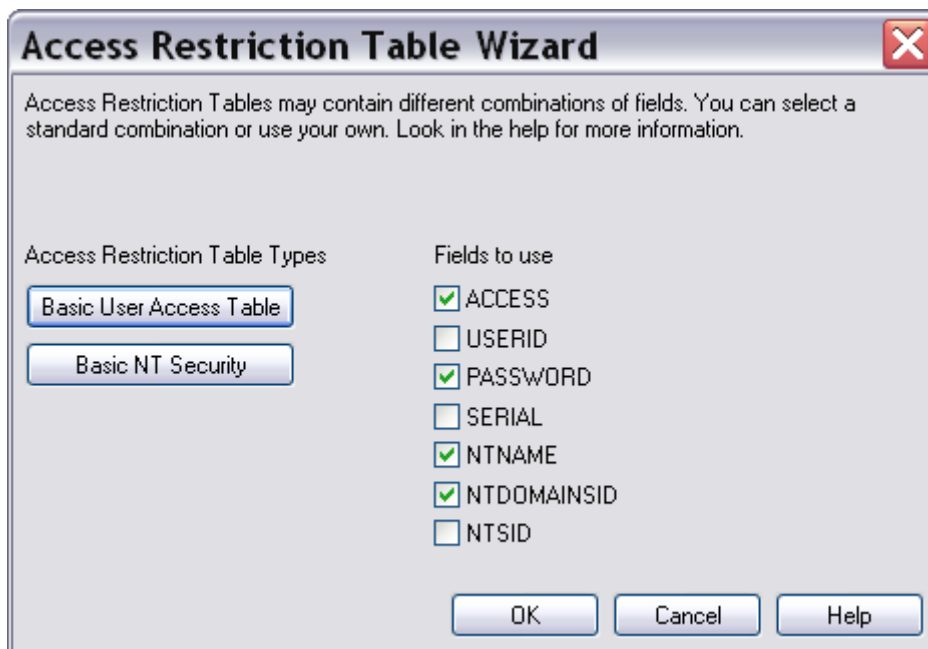 Access Restriction Table Wizard
Access Restriction Tables may contain different combinations of fields. You can select a
standard combination or use your own. Look in the help for more information.
Access Restriction Table Types
Basic User Access Table
Basic NT Security
Fields to use
ACCESS
USERID
PASSWORD
SERIAL
NTNAME
NTDOMAINSID
NTSID
OK
Cancel
Help